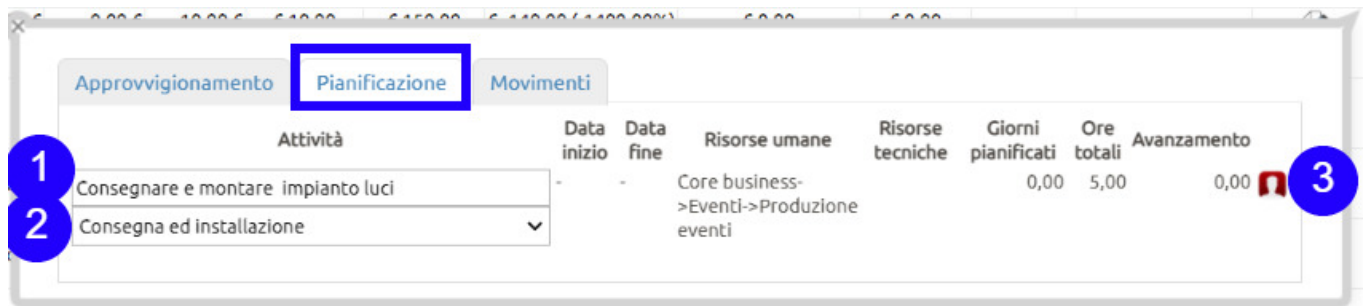 Approvvigionamento Pianificazione Movimenti
Attività Data inizio Data fine Risorse umane Risorse tecniche Giorni pianificati Ore totali Avanzamento
1 Consegnare e montare impianto luci - - Core business- 0,00 5,00 0,00 3
>Eventi->Produzione
2 Consegna ed installazione eventi